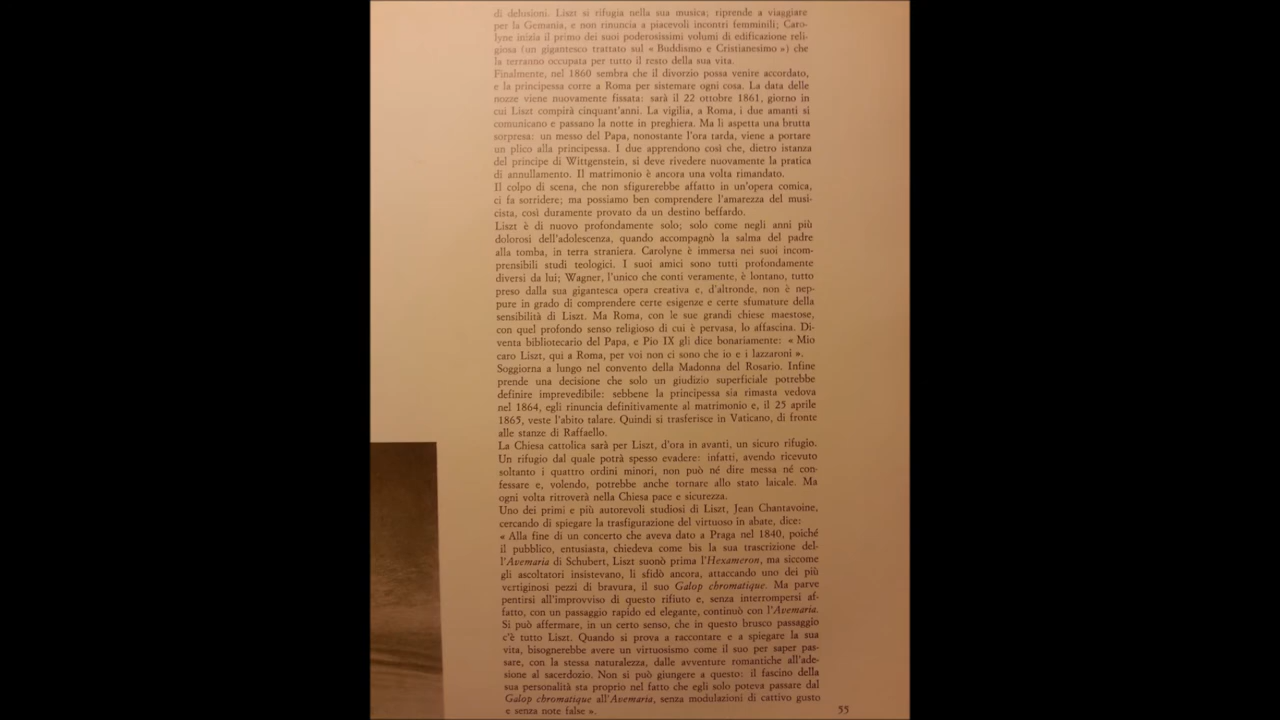 di delusioni. Liszt si rifugia nella sua musica; riprende a viaggiare
per la Gemania, e non rinuncia a piacevoli incontri femminili; Caro-
lyne inizia il primo dei suoi poderosissimi volumi di edificazione reli-
giosa (un gigantesco trattato sul « Buddismo e Cristianesimo ») che
la terranno occupata per tutto il resto della sua vita.
Finalmente, nel 1860 sembra che il divorzio possa venire accordato,
e la principessa corre a Roma per sistemare ogni cosa. La data delle
nozze viene nuovamente fissata: sarà il 22 ottobre 1861, giorno in
cui Liszt compirà cinquant'anni. La vigilia, a Roma, i due amanti si
comunicano e passano la notte in preghiera. Ma li aspetta una brutta
sorpresa: un messo del Papa, nonostante l'ora tarda, viene a portare
un plico alla principessa. I due apprendono così che, dietro istanza
del principe di Wittgenstein, si deve rivedere nuovamente la pratica
di annullamento. Il matrimonio è ancora una volta rimandato.
Il colpo di scena, che non sfigurerebbe affatto in un'opera comica,
ci fa sorridere; ma possiamo ben comprendere l'amarezza del musi-
cista, così duramente provato da un destino beffardo.
Liszt è di nuovo profondamente solo; solo come negli anni più
dolorosi dell'adolescenza, quando accompagnò la salma del padre
alla tomba, in terra straniera. Carolyne è immersa nei suoi incom-
prensibili studi teologici. I suoi amici sono tutti profondamente
diversi da lui; Wagner, l'unico che conti veramente, è lontano, tutto
preso dalla sua gigantesca opera creativa e, d'altronde, non è nep-
pure in grado di comprendere certe esigenze e certe sfumature della
sensibilità di Liszt. Ma Roma, con le sue grandi chiese maestose,
con quel profondo senso religioso di cui è pervasa, lo affascina. Di-
venta bibliotecario del Papa, e Pio IX gli dice bonariamente: « Mio
caro Liszt, qui a Roma, per voi non ci sono che io e i lazzaroni ».
Soggiorna a lungo nel convento della Madonna del Rosario. Infine
prende una decisione che solo un giudizio superficiale potrebbe
definire imprevedibile: sebbene la principessa sia rimasta vedova
nel 1864, egli rinuncia definitivamente al matrimonio e, il 25 aprile
1865, veste l'abito talare. Quindi si trasferisce in Vaticano, di fronte
alle stanze di Raffaello.
La Chiesa cattolica sarà per Liszt, d'ora in avanti, un sicuro rifugio.
Un rifugio dal quale potrà spesso evadere: infatti, avendo ricevuto
soltanto i quattro ordini minori, non può né dire messa né con-
fessare e, volendo, potrebbe anche tornare allo stato laicale. Ma
ogni volta ritroverà nella Chiesa pace e sicurezza.
Uno dei primi e più autorevoli studiosi di Liszt, Jean Chantavoine,
cercando di spiegare la trasfigurazione del virtuoso in abate, dice:
« Alla fine di un concerto che aveva dato a Praga nel 1840, poiché
il pubblico, entusiasta, chiedeva come bis la sua trascrizione del-
l'Avemaria di Schubert, Liszt suonò prima l'Hexameron, ma siccome
gli ascoltatori insistevano, li sfidò ancora, attaccando uno dei più
vertiginosi pezzi di bravura, il suo Galop chromatique. Ma parve
pentirsi all'improvviso di questo rifiuto e, senza interrompersi af-
fatto, con un passaggio rapido ed elegante, continuò con l'Avemaria.
Si può affermare, in un certo senso, che in questo brusco passaggio
c'è tutto Liszt. Quando si prova a raccontare e a spiegare la sua
vita, bisognerebbe avere un virtuosismo come il suo per saper pas-
sare, con la stessa naturalezza, dalle avventure romantiche all'ade-
sione al sacerdozio. Non si può giungere a questo: il fascino della
sua personalità sta proprio nel fatto che egli solo poteva passare dal
Galop chromatique all'Avemaria, senza modulazioni di cattivo gusto
e senza note false ».
55